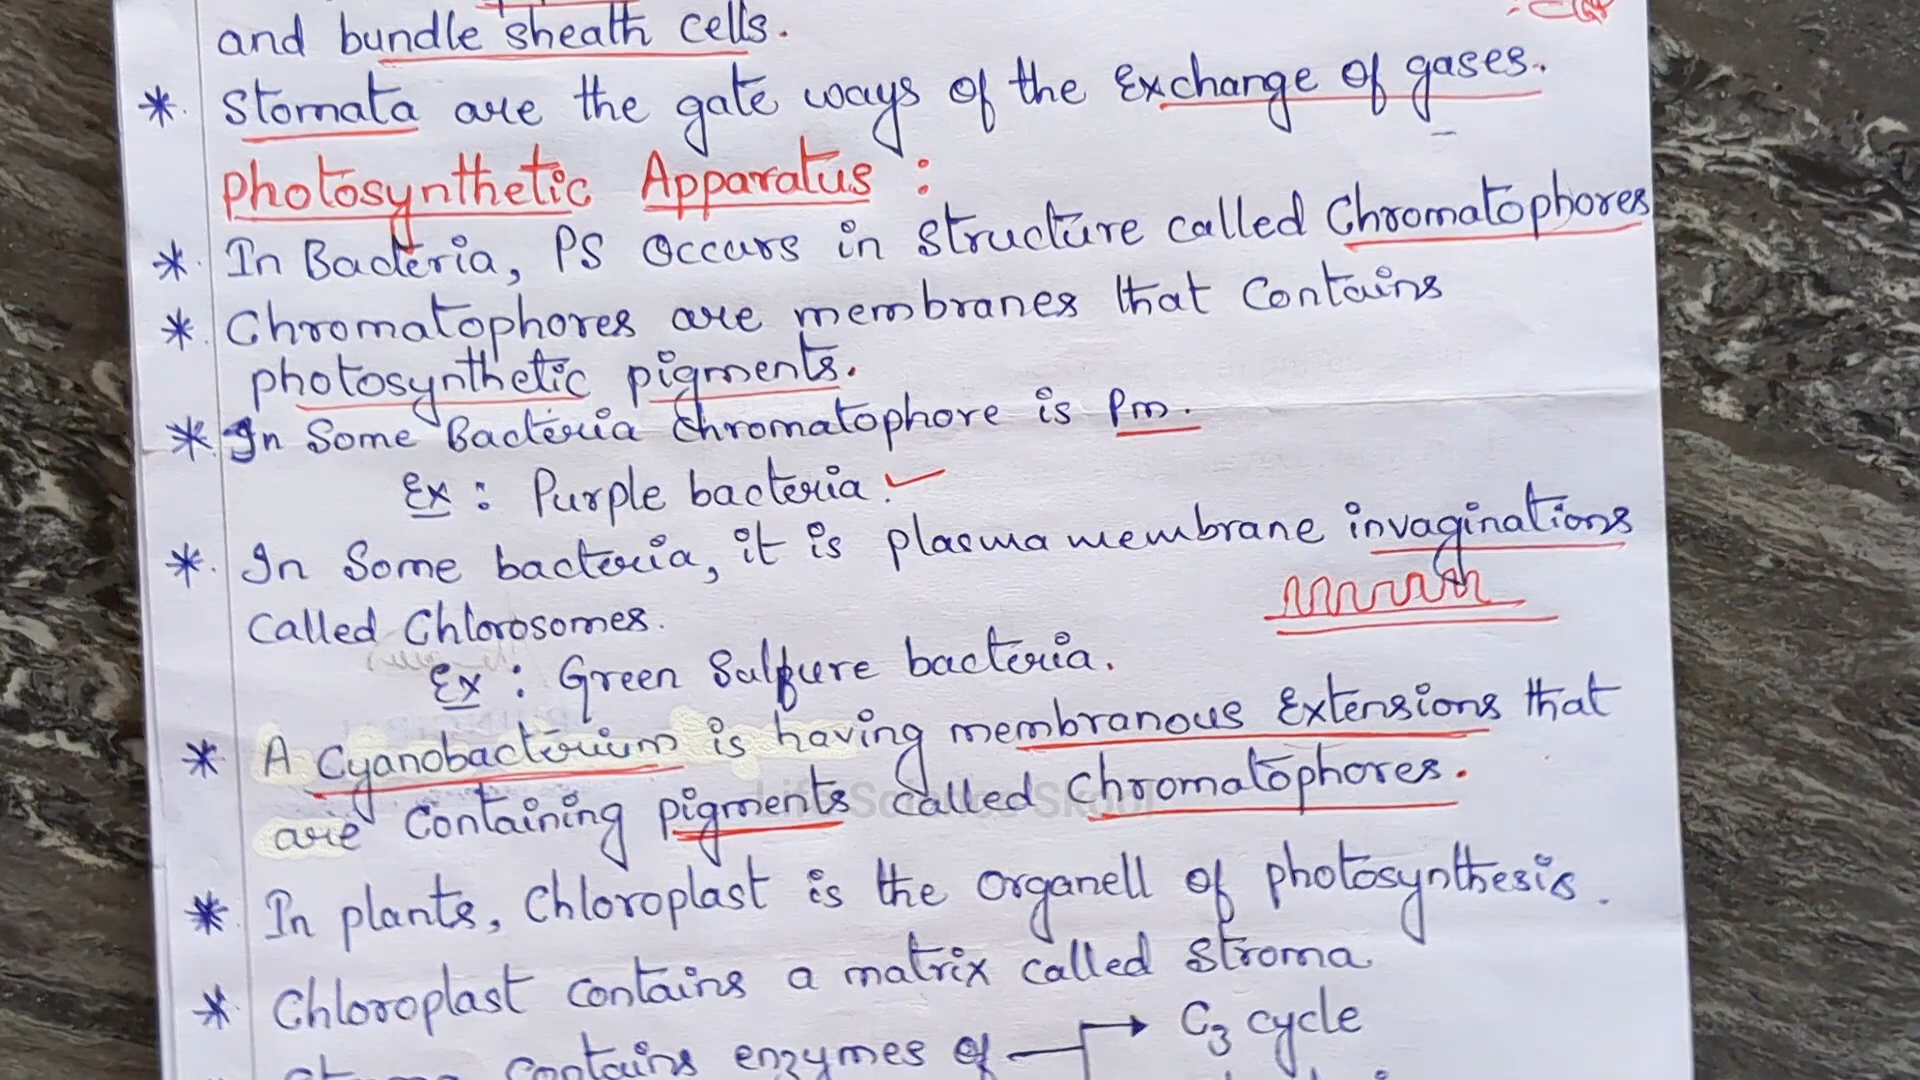 and bundle sheath cells.
* Stomata are the gate ways of the Exchange of gases.
Photosynthetic Apparatus :
* In Bacteria, PS Occurs in structure called Chromatophores
* Chromatophores are membranes that Contains
photosynthetic pigments.
* In Some Bacteria chromatophore is Pm.
Ex : Purple bacteria.
* In Some bacteria, it is plasma membrane invaginations
Called Chlorosomes.
Ex : Green Sulfure bacteria.
* A Cyanobacterium is having membranous Extensions that
are containing pigments called Chromatophores.
* In plants, Chloroplast is the Organell of photosynthesis.
* Chloroplast contains a matrix called Stroma
contains enzymes of → C3 cycle